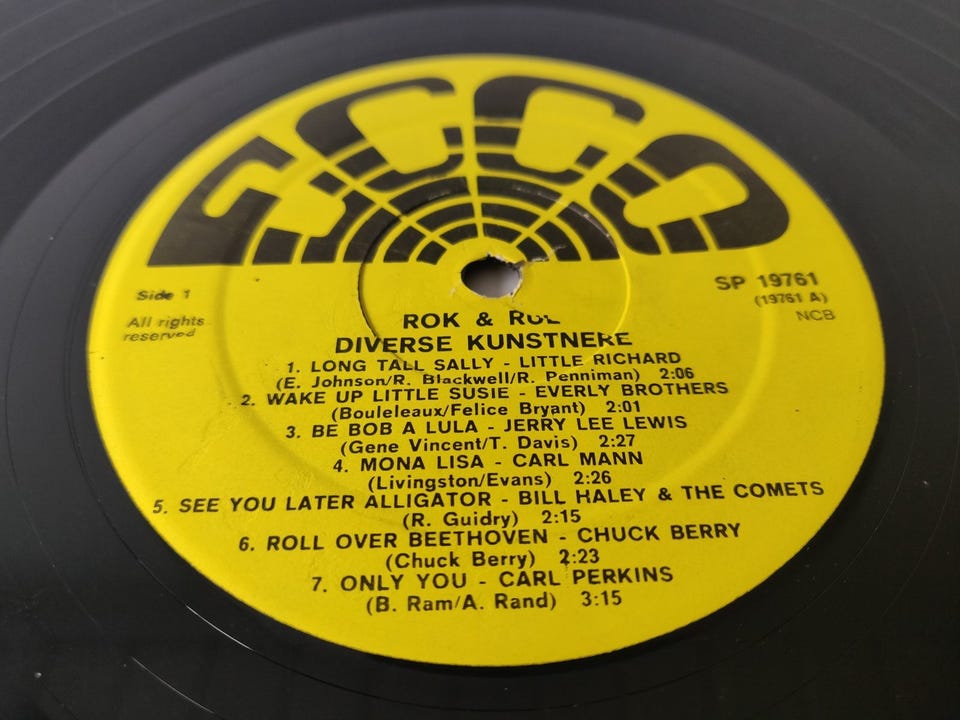 ECCO
Side 1
All rights
reserved
SP 19761
(19761 A)
NCB
ROK & RUL
DIVERSE KUNSTNERE
1. LONG TALL SALLY - LITTLE RICHARD
(E. Johnson/R. Blackwell/R. Penniman) 2:06
2. WAKE UP LITTLE SUSIE - EVERLY BROTHERS
(Bouleleaux/Felice Bryant) 2:01
3. BE BOB A LULA - JERRY LEE LEWIS
(Gene Vincent/T. Davis) 2:27
4. MONA LISA - CARL MANN
(Livingston/Evans) 2:26
5. SEE YOU LATER ALLIGATOR - BILL HALEY & THE COMETS
(R. Guidry) 2:15
6. ROLL OVER BEETHOVEN - CHUCK BERRY
(Chuck Berry) 2:23
7. ONLY YOU - CARL PERKINS
(B. Ram/A. Rand) 3:15